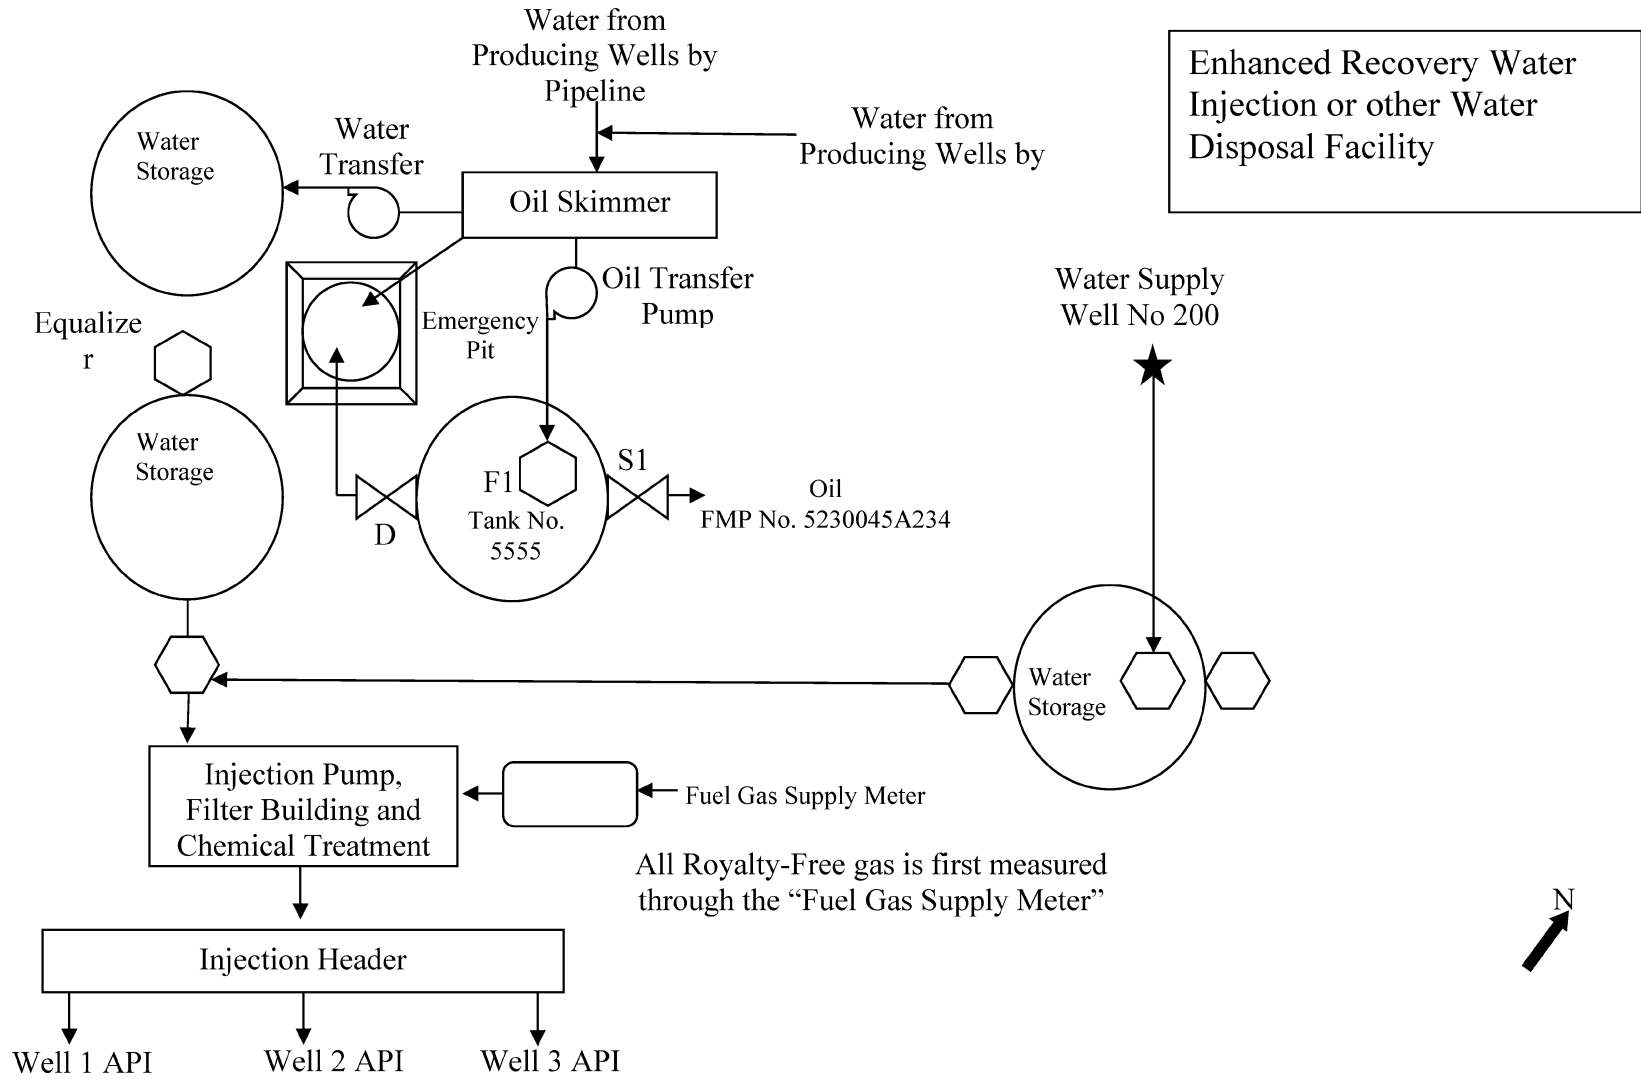 Water from
Producing Wells by
Pipeline
Water from
Producing Wells by
Enhanced Recovery Water
Injection or other Water
Disposal Facility
Water
Storage
Water
Transfer
Oil Skimmer
Oil Transfer
Pump
Water Supply
Well No 200
Equalize
r
Emergency
Pit
Water
Storage
F1
Tank No.
5555
D
S1
Oil
FMP No. 5230045A234
Water
Storage
Injection Pump,
Filter Building and
Chemical Treatment
Fuel Gas Supply Meter
All Royalty-Free gas is first measured
through the “Fuel Gas Supply Meter”
N
Injection Header
Well 1 API
Well 2 API
Well 3 API